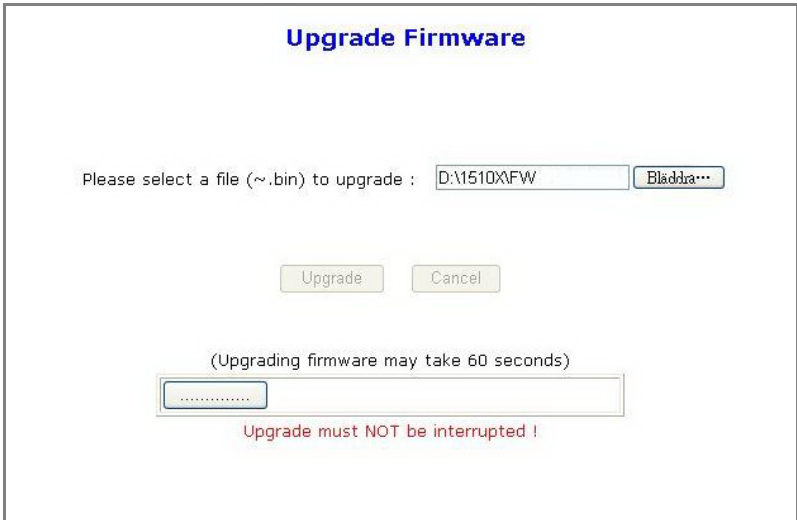 Upgrade Firmware
Please select a file (~.bin) to upgrade : D:\1510X\FW Bläddra...
Upgrade Cancel
(Upgrading firmware may take 60 seconds)
..............
Upgrade must NOT be interrupted !